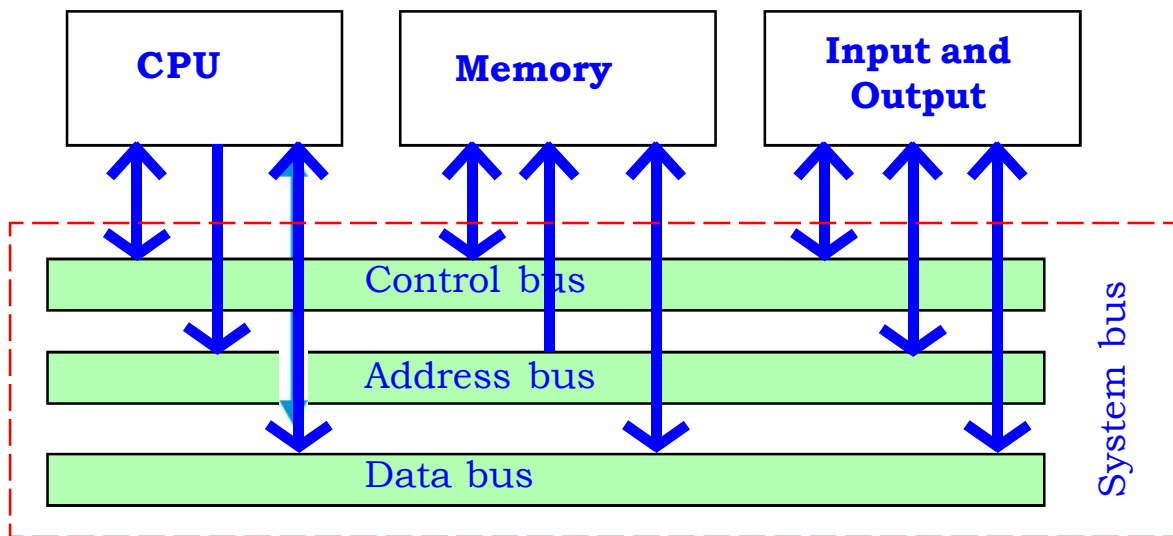 CPU
Memory
Input and
Output
Control bus
Address bus
Data bus
System bus